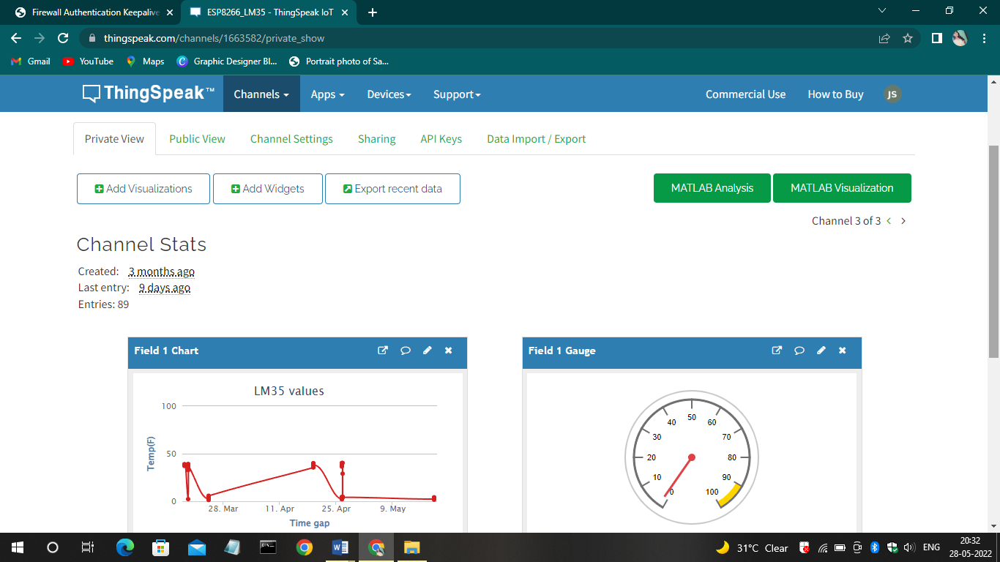 Firewall Authentication Keepalive
ESP8266_LM35 - ThingSpeak IoT
thingspeak.com/channels/1663582/private_show
Gmail YouTube Maps Graphic Designer Bl... Portrait photo of Sa...
ThingSpeak™ Channels Apps Devices Support Commercial Use How to Buy JS
Private View Public View Channel Settings Sharing API Keys Data Import / Export
Add Visualizations Add Widgets Export recent data MATLAB Analysis MATLAB Visualization
Channel 3 of 3
Channel Stats
Created: 3 months ago
Last entry: 9 days ago
Entries: 89
Field 1 Chart
LM35 values
100
50
0
Temp(F)
28. Mar 11. Apr 25. Apr 9. May
Time gap
Field 1 Gauge
0 10 20 30 40 50 60 70 80 90 100
31°C Clear ENG 20:32
28-05-2022